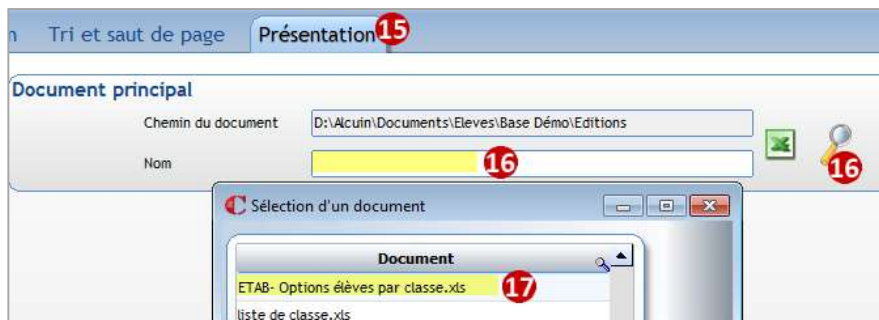 n Tri et saut de page Présentation 15
Document principal
Chemin du document D:\Alcuin\Documents\Eleves\Base Démo\Editions
Nom 16 16
Sélection d'un document
Document
ETAB- Options élèves par classe.xls 17
liste de classe.xls